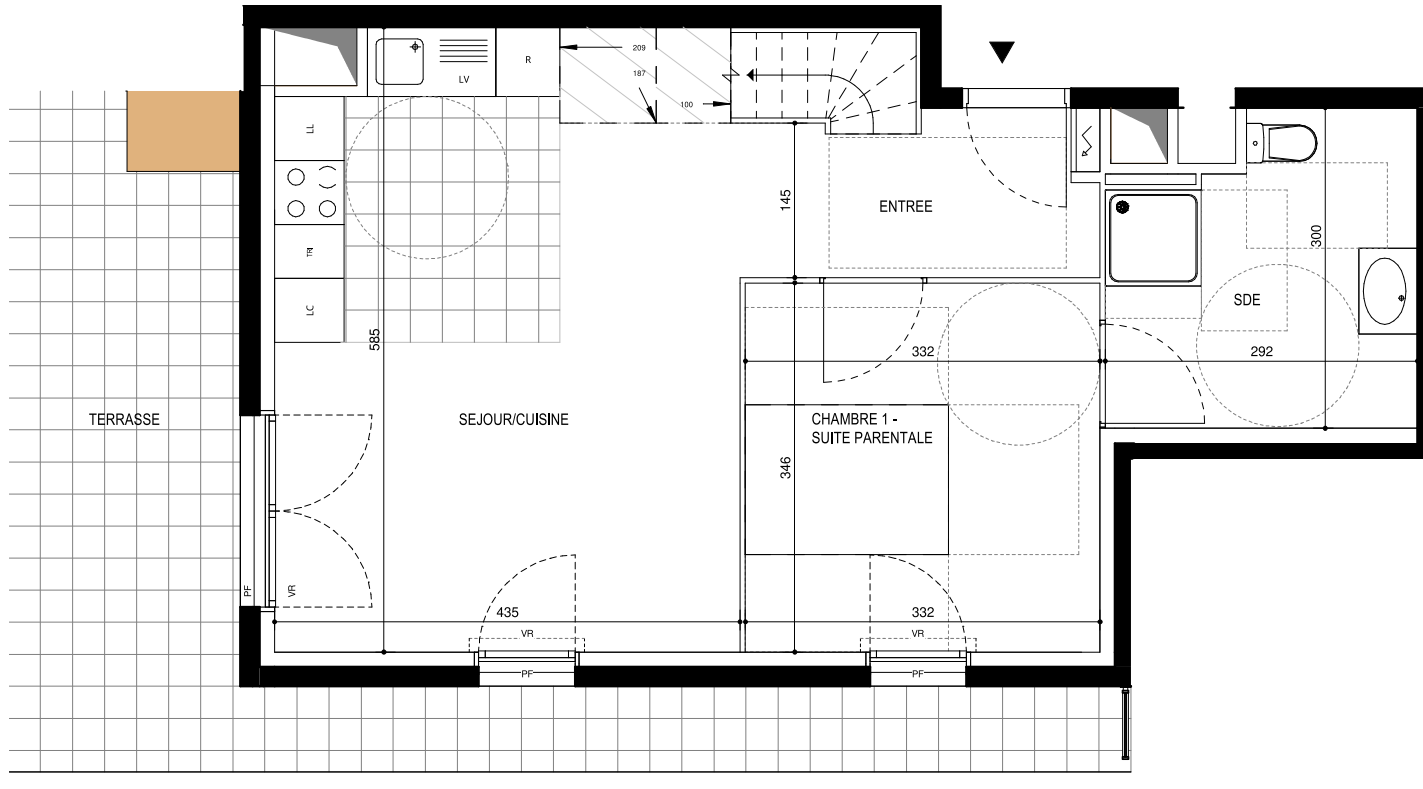 209
187
100
R
LV
LL
TRI
LC
145
ENTREE
300
SDE
585
332
292
TERRASSE
SEJOUR/CUISINE
CHAMBRE 1 -
SUITE PARENTALE
346
PF
VR
435
332
VR
VR
PF
PF